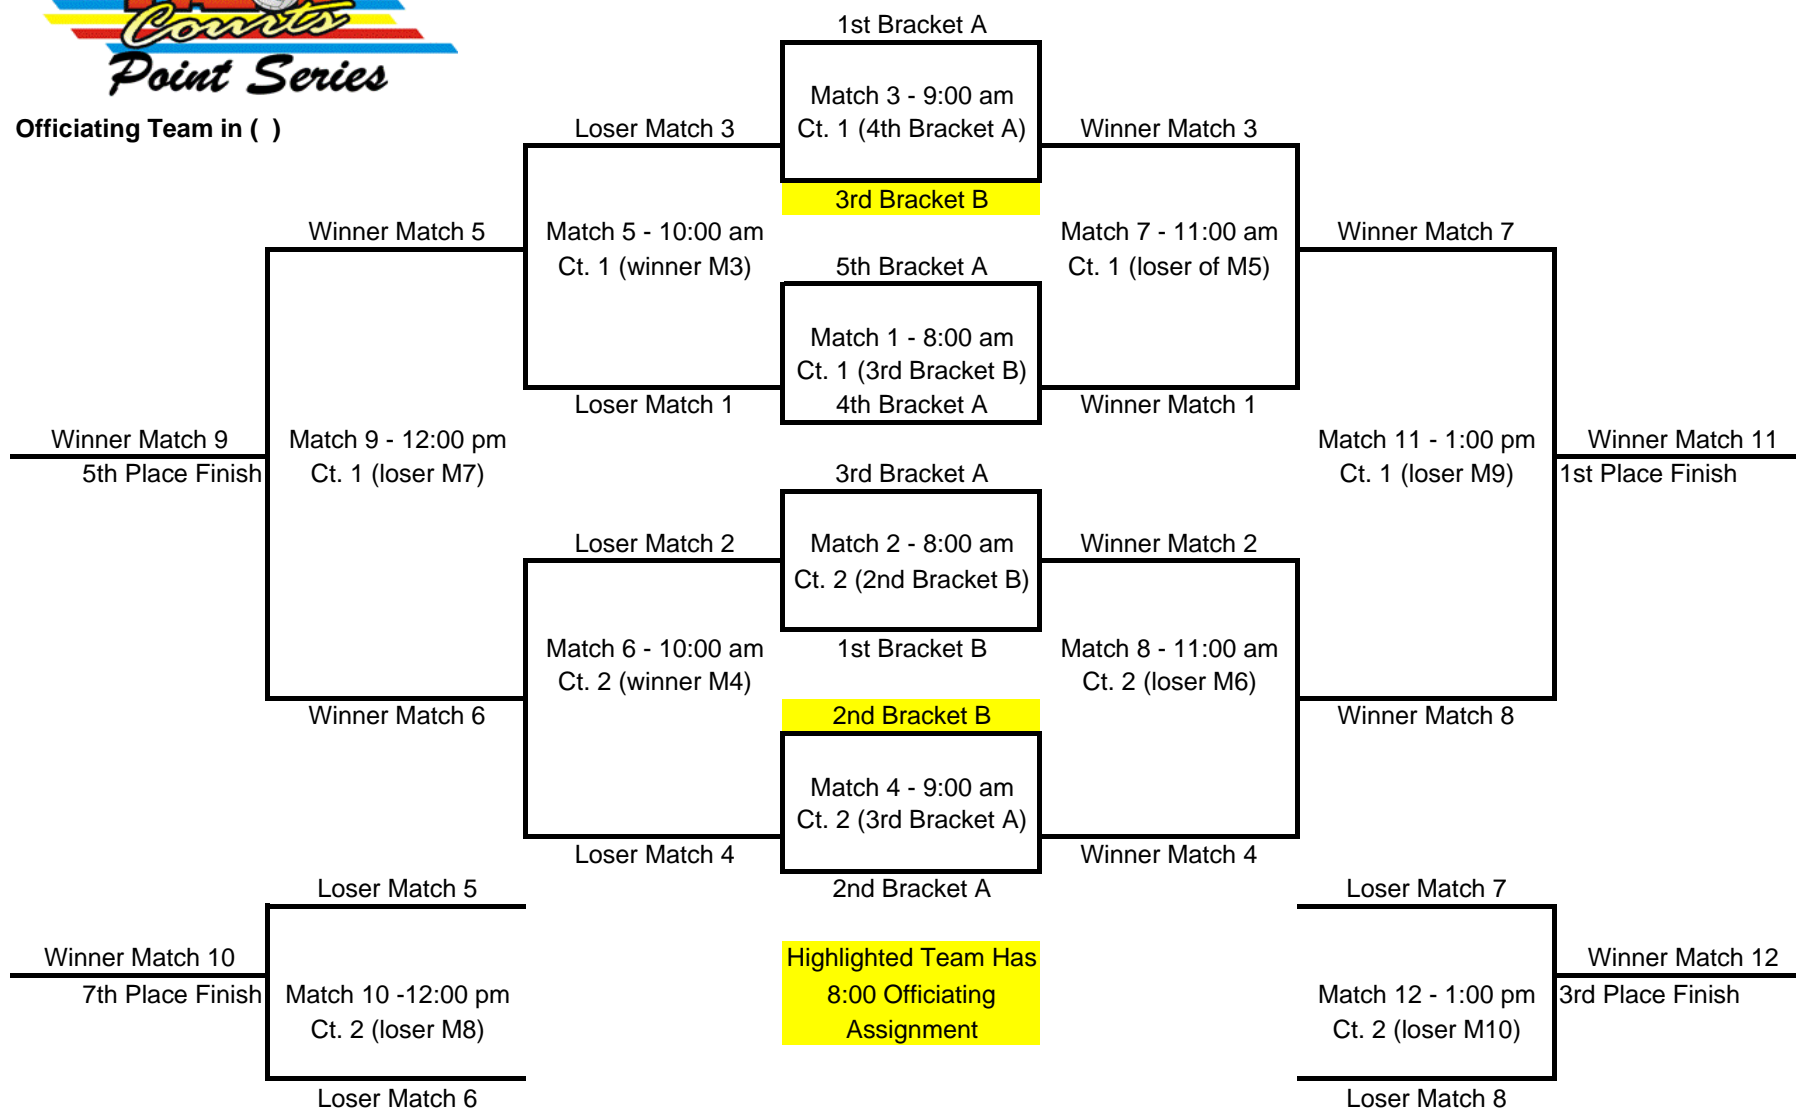 Courts
Point Series
Officiating Team in (  )
1st Bracket A
Match 3 - 9:00 am
Ct. 1 (4th Bracket A)
Loser Match 3
Winner Match 3
3rd Bracket B
Winner Match 5
Match 5 - 10:00 am
Ct. 1 (winner M3)
Match 7 - 11:00 am
Ct. 1 (loser of M5)
Winner Match 7
5th Bracket A
Match 1 - 8:00 am
Ct. 1 (3rd Bracket B)
4th Bracket A
Loser Match 1
Winner Match 1
Winner Match 9
5th Place Finish
Match 9 - 12:00 pm
Ct. 1 (loser M7)
Match 11 - 1:00 pm
Ct. 1 (loser M9)
Winner Match 11
1st Place Finish
3rd Bracket A
Loser Match 2
Match 2 - 8:00 am
Ct. 2 (2nd Bracket B)
Winner Match 2
1st Bracket B
Match 6 - 10:00 am
Ct. 2 (winner M4)
Match 8 - 11:00 am
Ct. 2 (loser M6)
Winner Match 6
2nd Bracket B
Winner Match 8
Match 4 - 9:00 am
Ct. 2 (3rd Bracket A)
Loser Match 4
Winner Match 4
2nd Bracket A
Loser Match 5
Loser Match 7
Winner Match 10
7th Place Finish
Match 10 -12:00 pm
Ct. 2 (loser M8)
Highlighted Team Has
8:00 Officiating
Assignment
Match 12 - 1:00 pm
Ct. 2 (loser M10)
Winner Match 12
3rd Place Finish
Loser Match 6
Loser Match 8